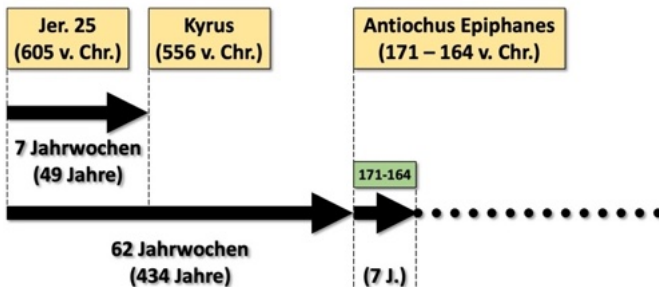 Jer. 25
(605 v. Chr.)
Kyrus
(556 v. Chr.)
Antiochus Epiphanes
(171 – 164 v. Chr.)
7 Jahrwochen
(49 Jahre)
171-164
62 Jahrwochen
(434 Jahre)
(7 J.)